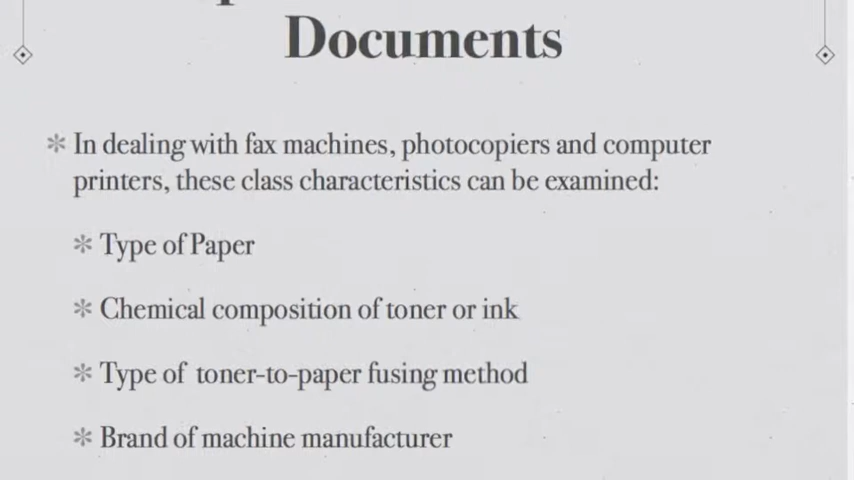 Documents
* In dealing with fax machines, photocopiers and computer
printers, these class characteristics can be examined:
* Type of Paper
* Chemical composition of toner or ink
* Type of toner-to-paper fusing method
* Brand of machine manufacturer